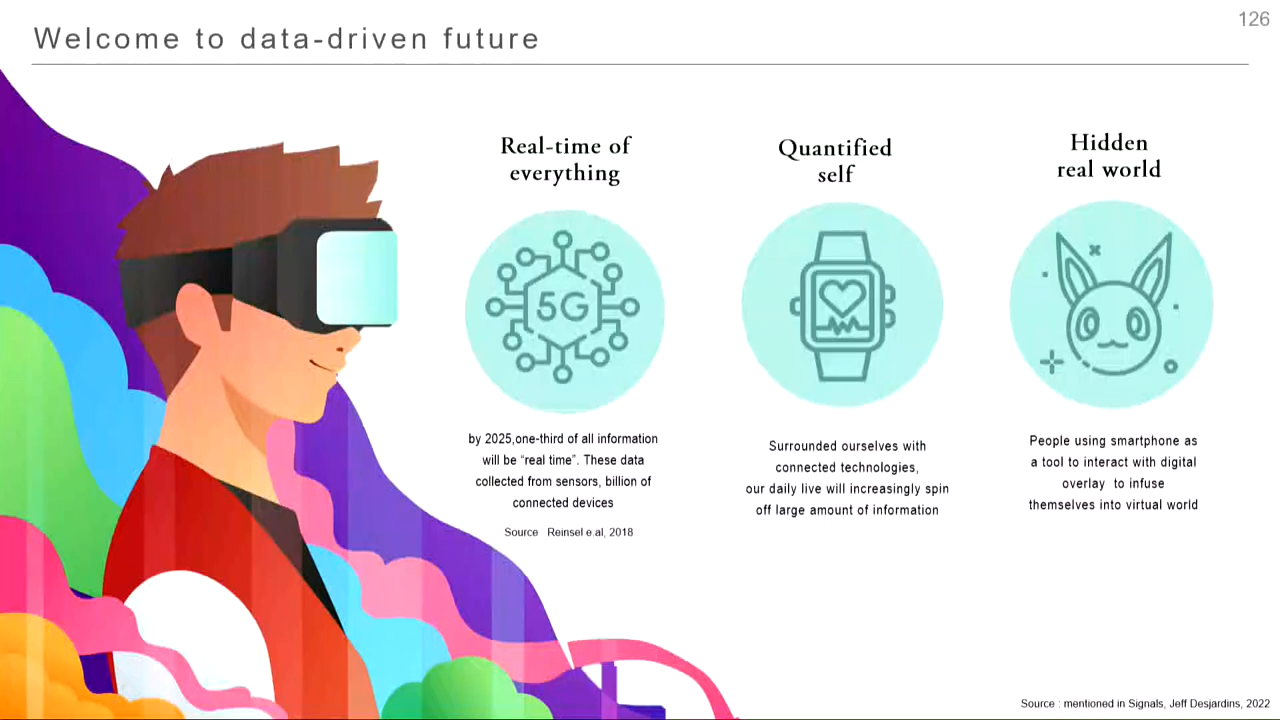 126
Welcome to data-driven future
Real-time of
everything
5G
by 2025,one-third of all information
will be “real time”. These data
collected from sensors, billion of
connected devices
Source Reinsel e.al, 2018
Quantified
self
Surrounded ourselves with
connected technologies,
our daily live will increasingly spin
off large amount of information
Hidden
real world
People using smartphone as
a tool to interact with digital
overlay to infuse
themselves into virtual world
Source : mentioned in Signals, Jeff Desjardins, 2022